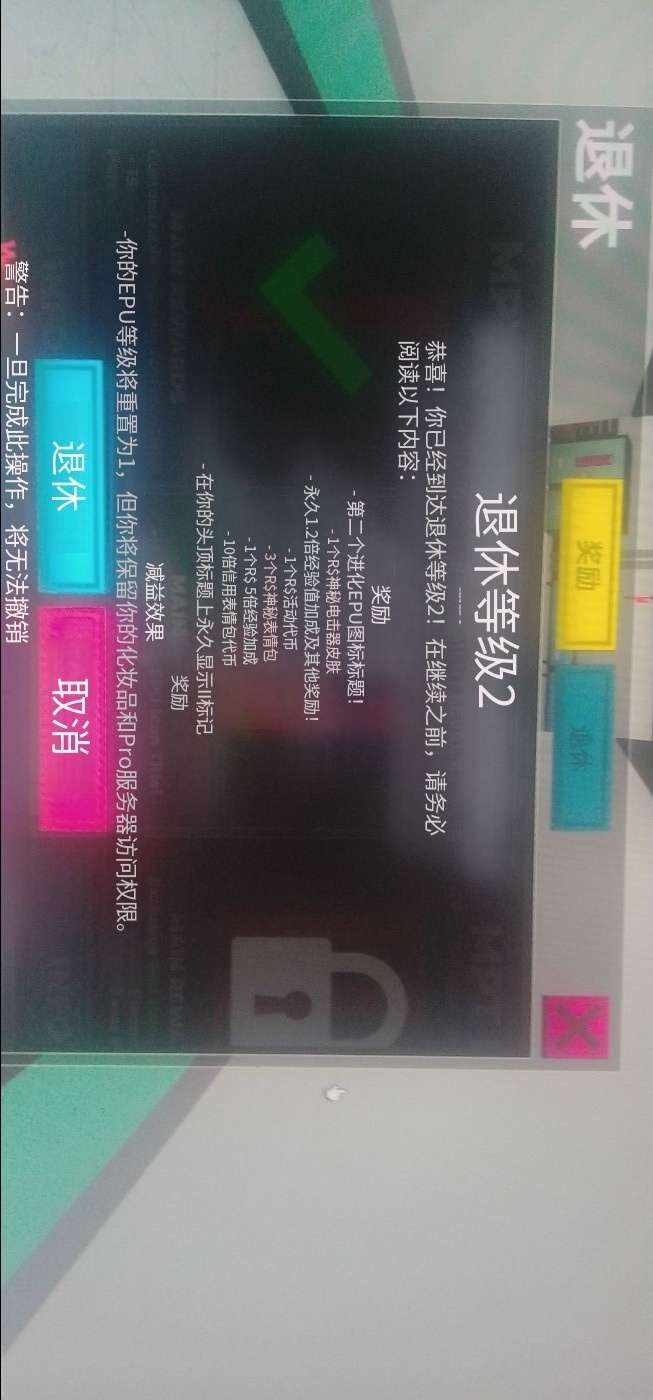 退休
奖励
退休
退休等级2
恭喜！你已经到达退休等级2！在继续之前，请务必
阅读以下内容：
奖励
- 第二个进化EPU图标标题！
-1个R$神秘电击器皮肤
- 永久1.2倍经验值加成及其他奖励！
-1个R$活动代币
-3个R$神秘表情包
-1个R$ 5倍经验加成
-10倍信用表情包代币
- 在你的头顶标题上永久显示II标记
奖励
减益效果
-你的EPU等级将重置为1，但你将保留你的化妆品和Pro服务器访问权限。
退休
取消
警告：一旦完成此操作，将无法撤销